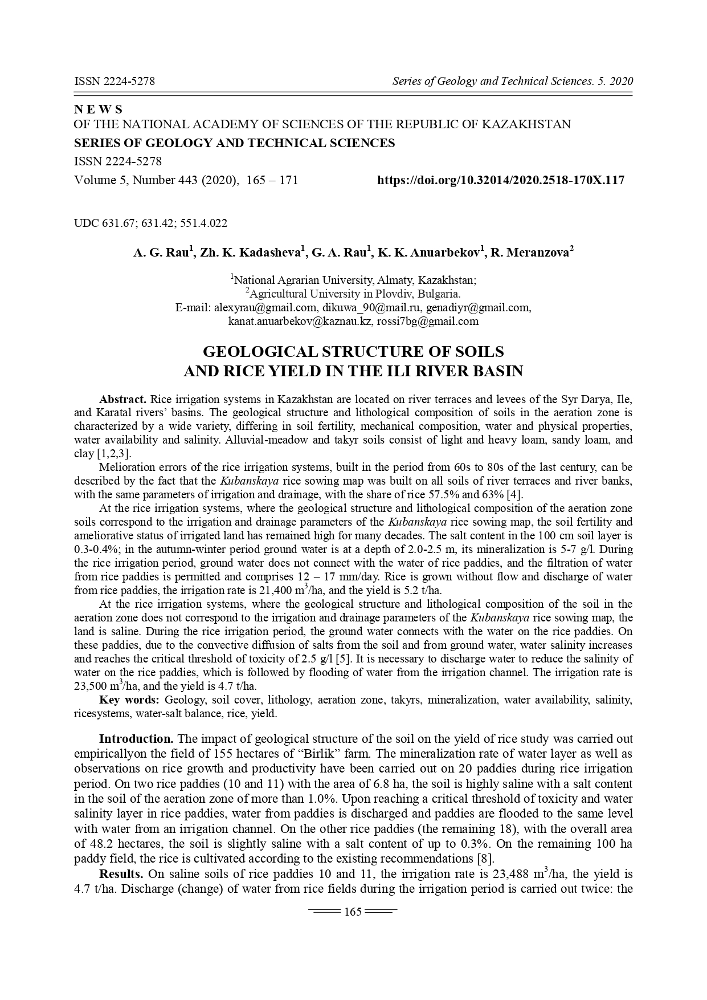 ISSN 2224-5278 Series of Geology and Technical Sciences. 5. 2020
N E W S
OF THE NATIONAL ACADEMY OF SCIENCES OF THE REPUBLIC OF KAZAKHSTAN
SERIES OF GEOLOGY AND TECHNICAL SCIENCES
ISSN 2224-5278
Volume 5, Number 443 (2020), 165 – 171 https://doi.org/10.32014/2020.2518-170X.117
UDC 631.67; 631.42; 551.4.022
A. G. Rau¹, Zh. K. Kadasheva¹, G. A. Rau¹, K. K. Anuarbekov¹, R. Meranzova²
¹National Agrarian University, Almaty, Kazakhstan;
²Agricultural University in Plovdiv, Bulgaria.
E-mail: alexyrau@gmail.com, dikuwa_90@mail.ru, genadiyr@gmail.com,
kanat.anuarbekov@kaznau.kz, rossi7bg@gmail.com
GEOLOGICAL STRUCTURE OF SOILS
AND RICE YIELD IN THE ILI RIVER BASIN
Abstract. Rice irrigation systems in Kazakhstan are located on river terraces and levees of the Syr Darya, Ile,
and Karatal rivers’ basins. The geological structure and lithological composition of soils in the aeration zone is
characterized by a wide variety, differing in soil fertility, mechanical composition, water and physical properties,
water availability and salinity. Alluvial-meadow and takyr soils consist of light and heavy loam, sandy loam, and
clay [1,2,3].
Melioration errors of the rice irrigation systems, built in the period from 60s to 80s of the last century, can be
described by the fact that the Kubanskaya rice sowing map was built on all soils of river terraces and river banks,
with the same parameters of irrigation and drainage, with the share of rice 57.5% and 63% [4].
At the rice irrigation systems, where the geological structure and lithological composition of the aeration zone
soils correspond to the irrigation and drainage parameters of the Kubanskaya rice sowing map, the soil fertility and
ameliorative status of irrigated land has remained high for many decades. The salt content in the 100 cm soil layer is
0.3-0.4%; in the autumn-winter period ground water is at a depth of 2.0-2.5 m, its mineralization is 5-7 g/l. During
the rice irrigation period, ground water does not connect with the water of rice paddies, and the filtration of water
from rice paddies is permitted and comprises 12 – 17 mm/day. Rice is grown without flow and discharge of water
from rice paddies, the irrigation rate is 21,400 m³/ha, and the yield is 5.2 t/ha.
At the rice irrigation systems, where the geological structure and lithological composition of the soil in the
aeration zone does not correspond to the irrigation and drainage parameters of the Kubanskaya rice sowing map, the
land is saline. During the rice irrigation period, the ground water connects with the water on the rice paddies. On
these paddies, due to the convective diffusion of salts from the soil and from ground water, water salinity increases
and reaches the critical threshold of toxicity of 2.5 g/l [5]. It is necessary to discharge water to reduce the salinity of
water on the rice paddies, which is followed by flooding of water from the irrigation channel. The irrigation rate is
23,500 m³/ha, and the yield is 4.7 t/ha.
Key words: Geology, soil cover, lithology, aeration zone, takyrs, mineralization, water availability, salinity,
ricesystems, water-salt balance, rice, yield.
Introduction. The impact of geological structure of the soil on the yield of rice study was carried out
empiricallyon the field of 155 hectares of “Birlik” farm. The mineralization rate of water layer as well as
observations on rice growth and productivity have been carried out on 20 paddies during rice irrigation
period. On two rice paddies (10 and 11) with the area of 6.8 ha, the soil is highly saline with a salt content
in the soil of the aeration zone of more than 1.0%. Upon reaching a critical threshold of toxicity and water
salinity layer in rice paddies, water from paddies is discharged and paddies are flooded to the same level
with water from an irrigation channel. On the other rice paddies (the remaining 18), with the overall area
of 48.2 hectares, the soil is slightly saline with a salt content of up to 0.3%. On the remaining 100 ha
paddy field, the rice is cultivated according to the existing recommendations [8].
Results. On saline soils of rice paddies 10 and 11, the irrigation rate is 23,488 m³/ha, the yield is
4.7 t/ha. Discharge (change) of water from rice fields during the irrigation period is carried out twice: the
165